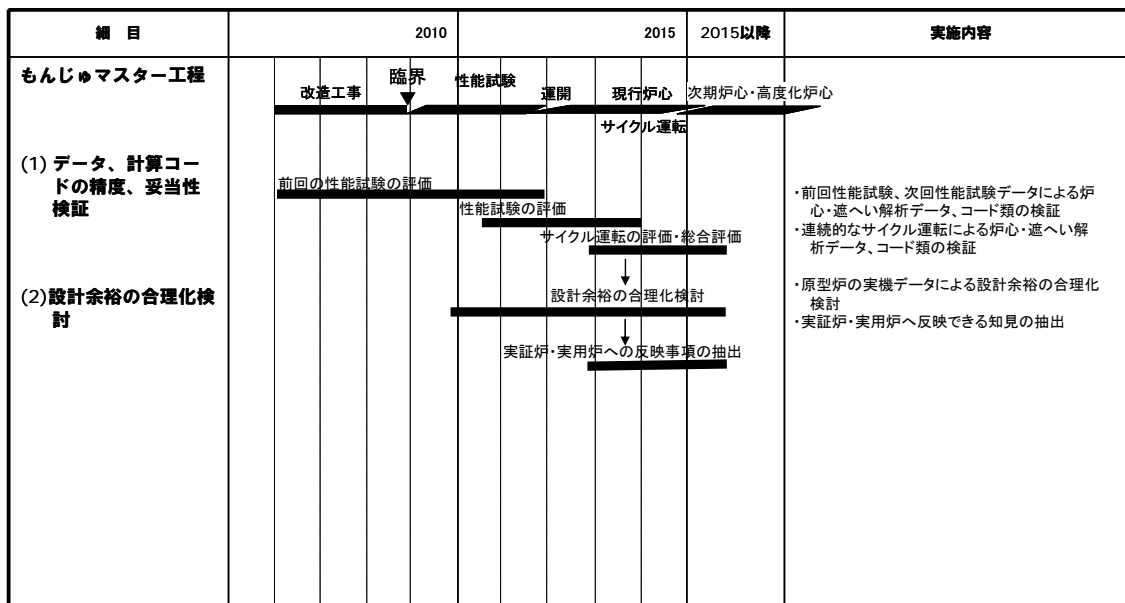 細　目
2010
2015
2015以降
実施内容
もんじゅマスター工程
改造工事
臨界
性能試験
運開
現行炉心
次期炉心・高度化炉心
サイクル運転
(1) データ、計算コー
ドの精度、妥当性
検証
前回の性能試験の評価
性能試験の評価
サイクル運転の評価・総合評価
・前回性能試験、次回性能試験データによる炉
心・遮へい解析データ、コード類の検証
・連続的なサイクル運転による炉心・遮へい解
析データ、コード類の検証
(2)設計余裕の合理化検
討
設計余裕の合理化検討
実証炉・実用炉への反映事項の抽出
・原型炉の実機データによる設計余裕の合理化
検討
・実証炉・実用炉へ反映できる知見の抽出